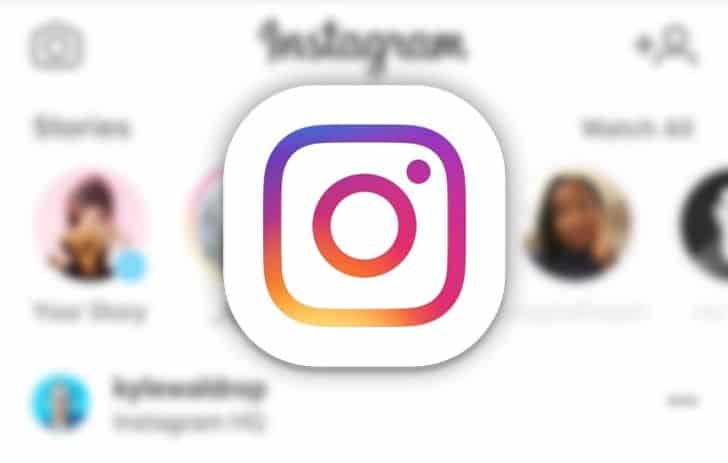 Instagram
Stories
Watch All
Your Story
kylewaldrop
Instagram HQ